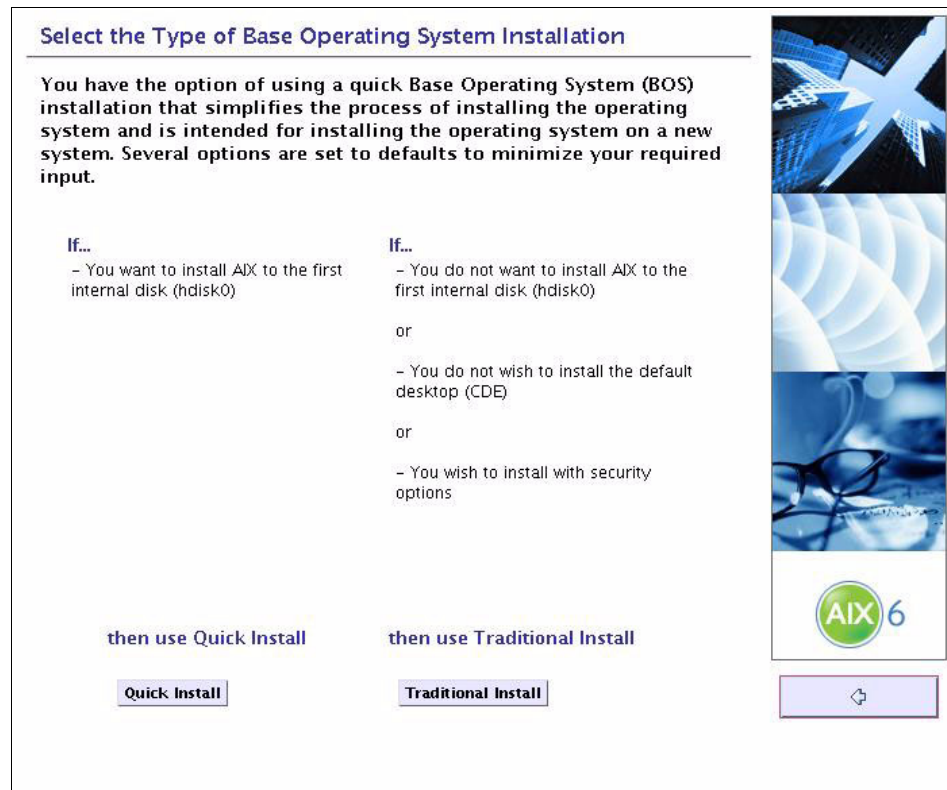 Select the Type of Base Operating System Installation
You have the option of using a quick Base Operating System (BOS)
installation that simplifies the process of installing the operating
system and is intended for installing the operating system on a new
system. Several options are set to defaults to minimize your required
input.
If...
– You want to install AIX to the first
internal disk (hdisk0)
then use Quick Install
Quick Install
If...
– You do not want to install AIX to the
first internal disk (hdisk0)
or
– You do not wish to install the default
desktop (CDE)
or
– You wish to install with security
options
then use Traditional Install
Traditional Install
AIX 6